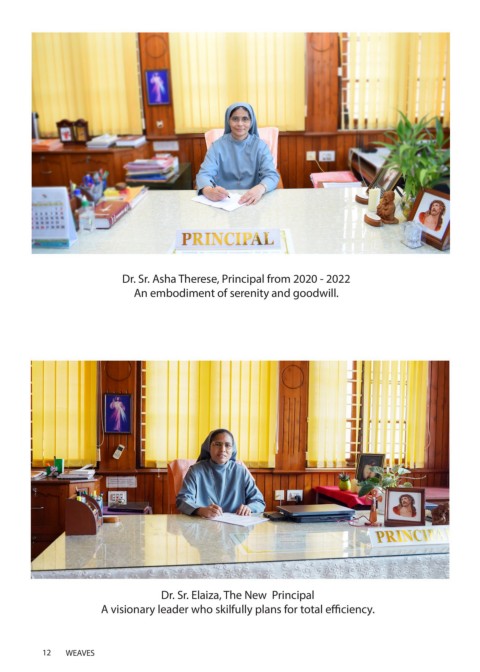 PRINCIPAL
Dr. Sr. Asha Therese, Principal from 2020 - 2022
An embodiment of serenity and goodwill.
PRINCIPAL
Dr. Sr. Elaiza, The New Principal
A visionary leader who skilfully plans for total efficiency.
12 WEAVES